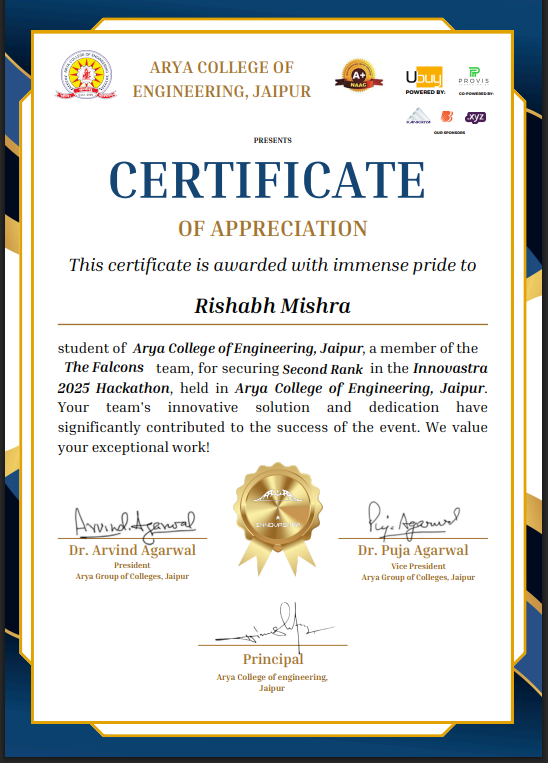 ARYA COLLEGE OF
ENGINEERING, JAIPUR
A+
NAAC
Ubuy
POWERED BY:
PROVIS
CO-POWERED BY:
.xyz
OUR SPONSORS
PRESENTS
CERTIFICATE
OF APPRECIATION
This certificate is awarded with immense pride to
Rishabh Mishra
student of Arya College of Engineering, Jaipur, a member of the
The Falcons team, for securing Second Rank in the Innovastra
2025 Hackathon, held in Arya College of Engineering, Jaipur.
Your team's innovative solution and dedication have
significantly contributed to the success of the event. We value
your exceptional work!
Arvind Agarwal
Puja Agarwal
Dr. Arvind Agarwal
President
Arya Group of Colleges, Jaipur
Dr. Puja Agarwal
Vice President
Arya Group of Colleges, Jaipur
Principal
Arya College of engineering,
Jaipur